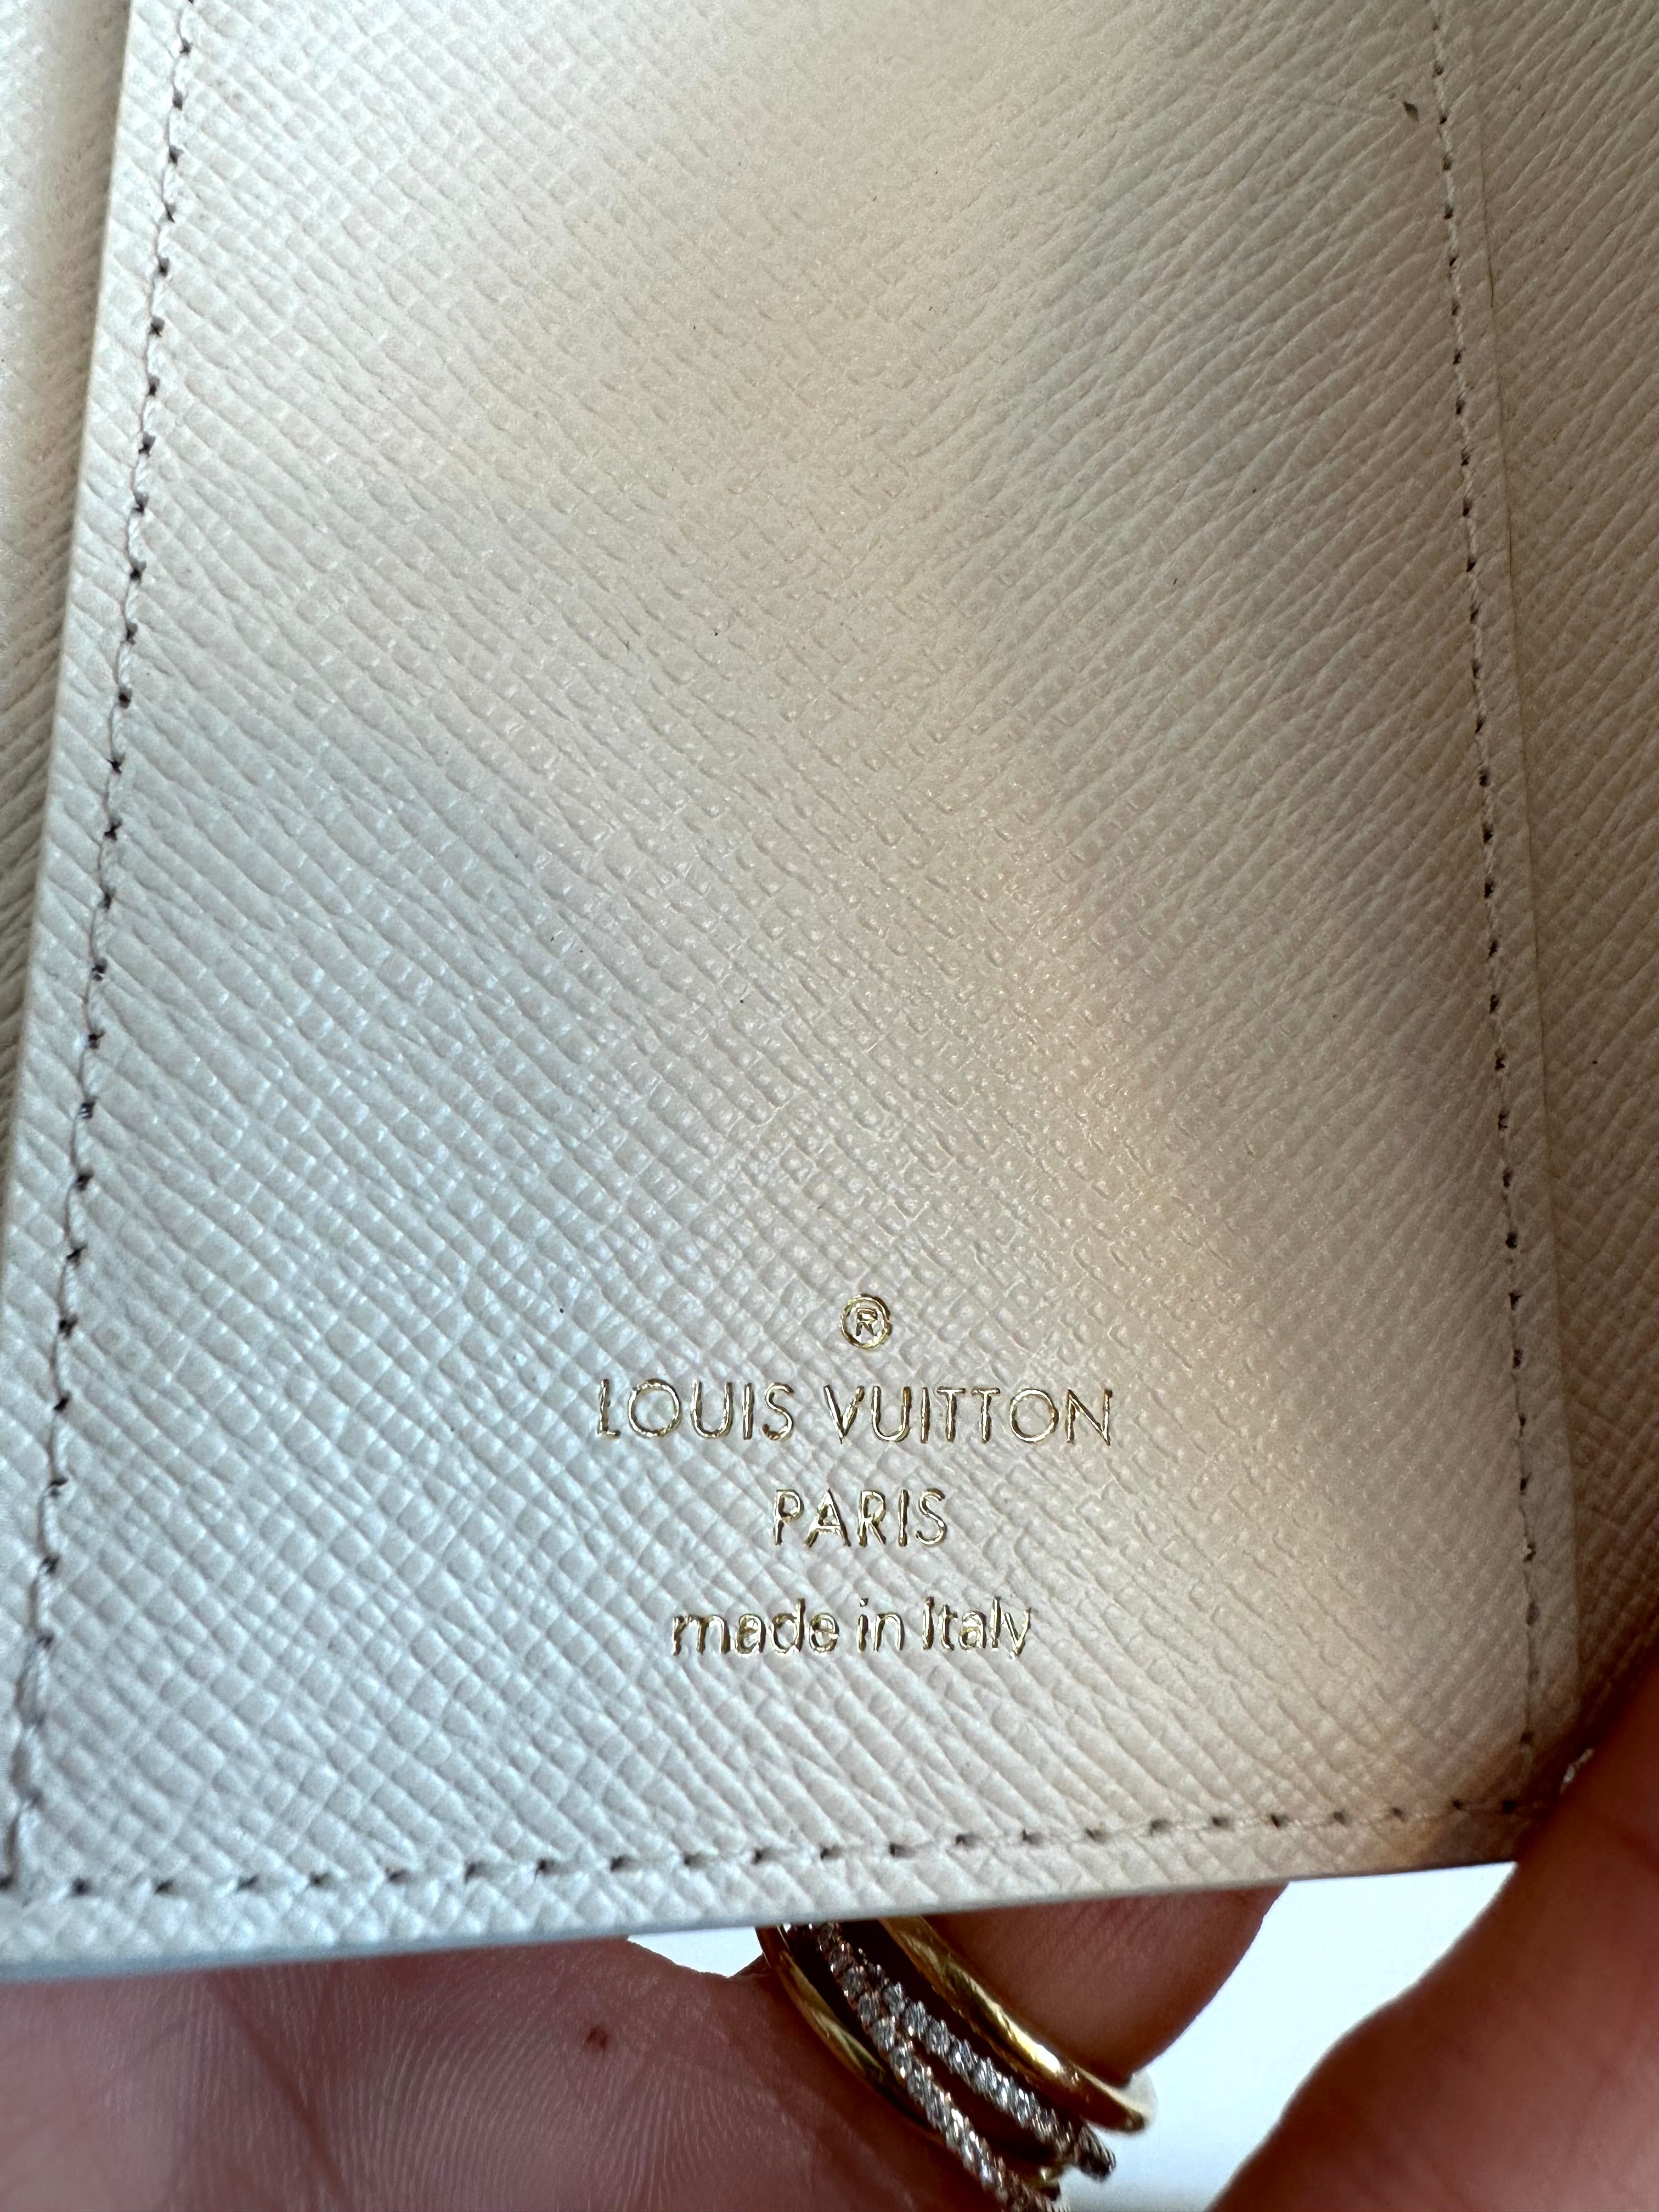 ®
LOUIS VUITTON
PARIS
made in Italy